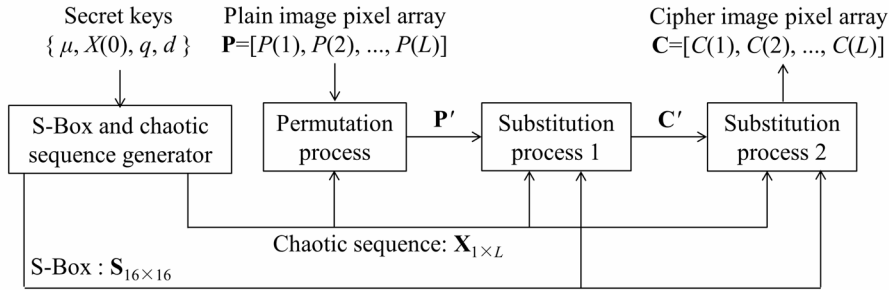 Secret keys
{ μ, X(0), q, d }
Plain image pixel array
P=[P(1), P(2), ..., P(L)]
Cipher image pixel array
C=[C(1), C(2), ..., C(L)]
S-Box and chaotic
sequence generator
Permutation
process
P′
Substitution
process 1
C′
Substitution
process 2
Chaotic sequence: X₁×L
S-Box : S₁₆×₁₆